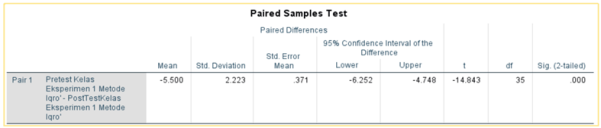 Paired Samples Test
Paired Differences
95% Confidence Interval of the
Difference
Mean Std. Deviation Std. Error Mean Lower Upper t df Sig. (2-tailed)
Pair 1 Pretest Kelas -5.500 2.223 .371 -6.252 -4.748 -14.843 35 .000
Eksperimen 1 Metode
Iqro' - PostTestKelas
Eksperimen 1 Metode
Iqro'